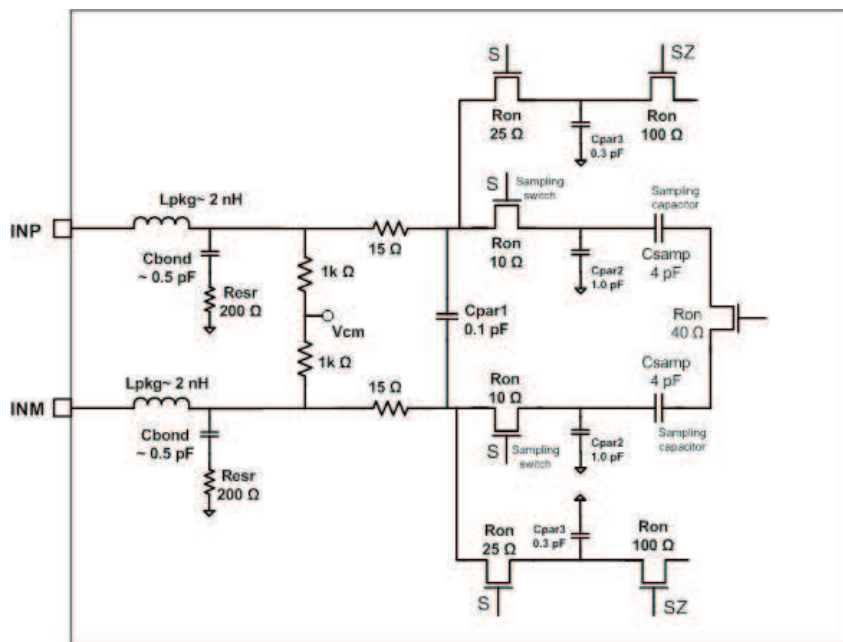 S
SZ
Ron
25 Ω
Cpar3
0.3 pF
Ron
100 Ω
Lpkg~ 2 nH
S
Sampling
switch
Sampling
capacitor
INP
15 Ω
Ron
10 Ω
Cpar2
1.0 pF
Csamp
4 pF
Cbond
~ 0.5 pF
1k Ω
Resr
200 Ω
Vcm
Cpar1
0.1 pF
Ron
40 Ω
1k Ω
Lpkg~ 2 nH
15 Ω
Ron
10 Ω
Csamp
4 pF
INM
Cbond
~ 0.5 pF
S
Sampling
switch
Cpar2
1.0 pF
Sampling
capacitor
Resr
200 Ω
Ron
25 Ω
Cpar3
0.3 pF
Ron
100 Ω
S
SZ